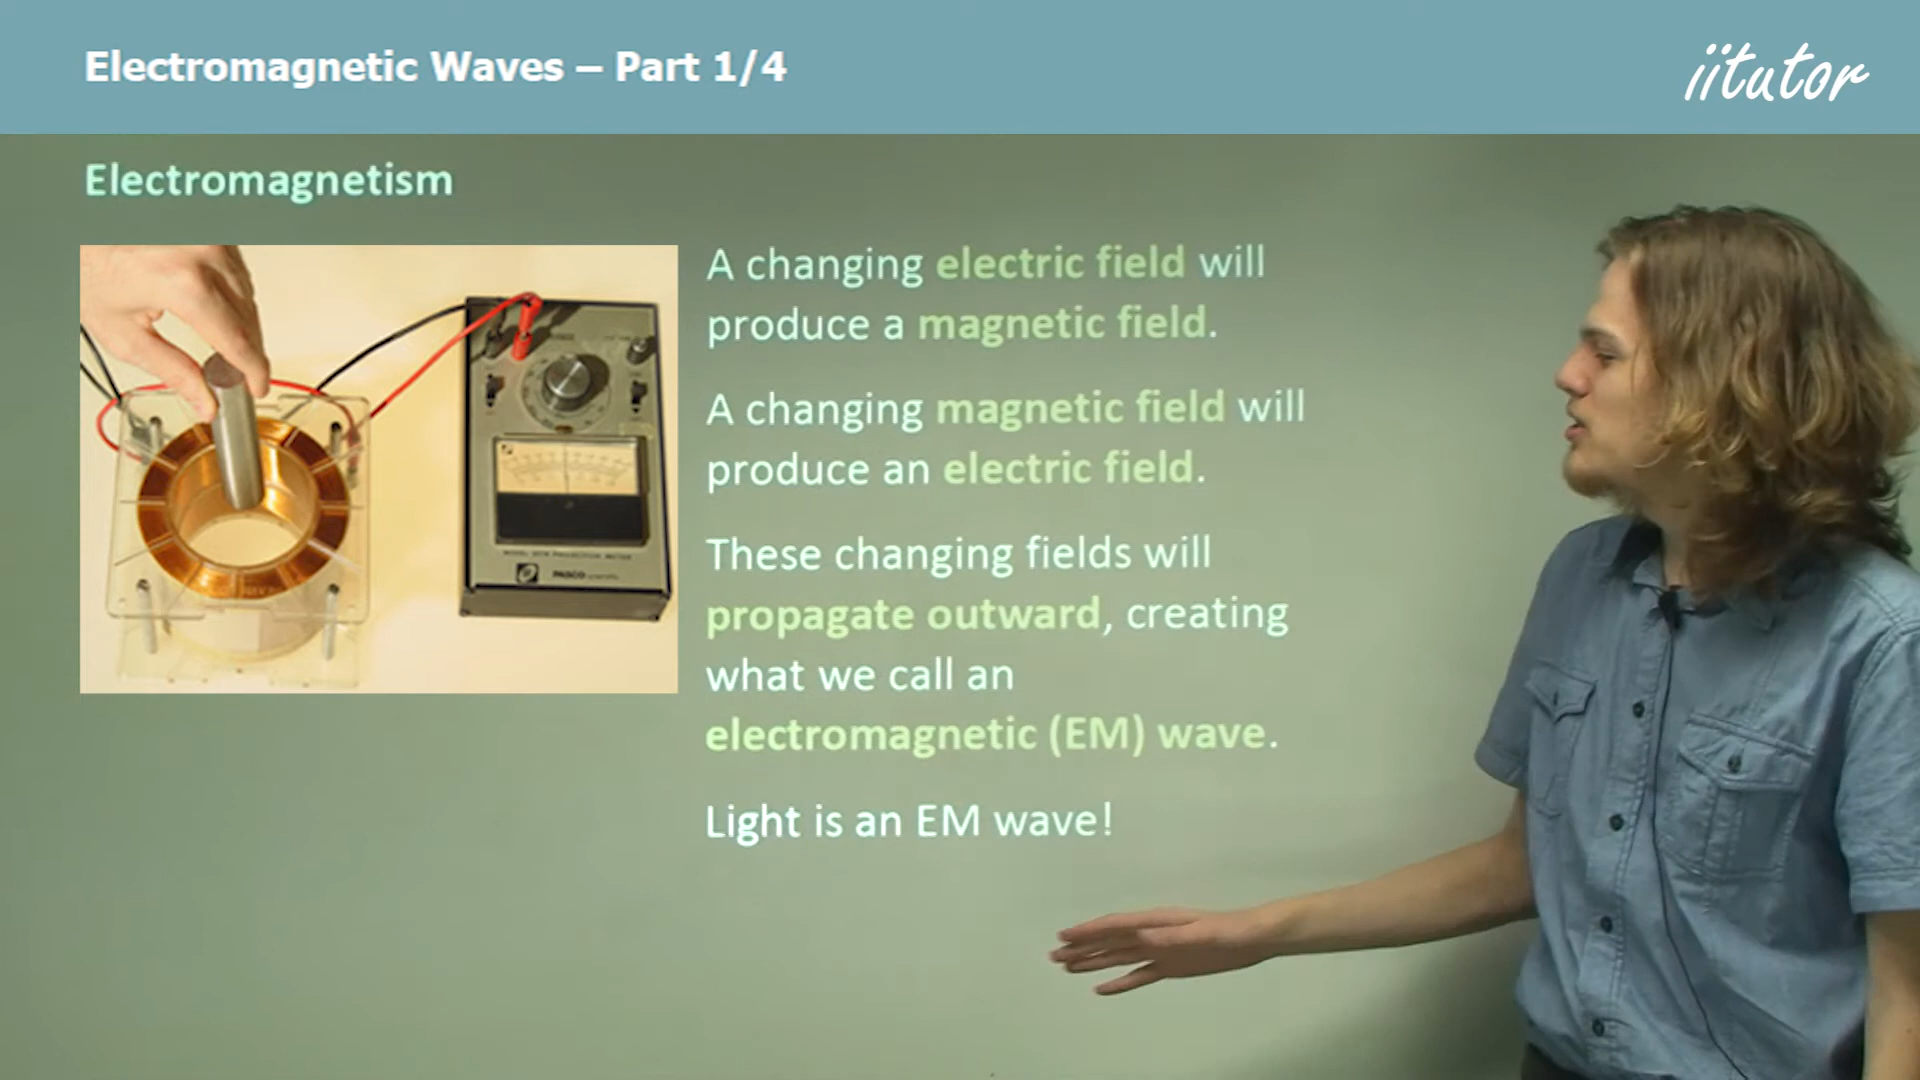 Electromagnetic Waves – Part 1/4
iitutor
Electromagnetism
A changing electric field will
produce a magnetic field.
A changing magnetic field will
produce an electric field.
These changing fields will
propagate outward, creating
what we call an
electromagnetic (EM) wave.
Light is an EM wave!
PASCO scientific